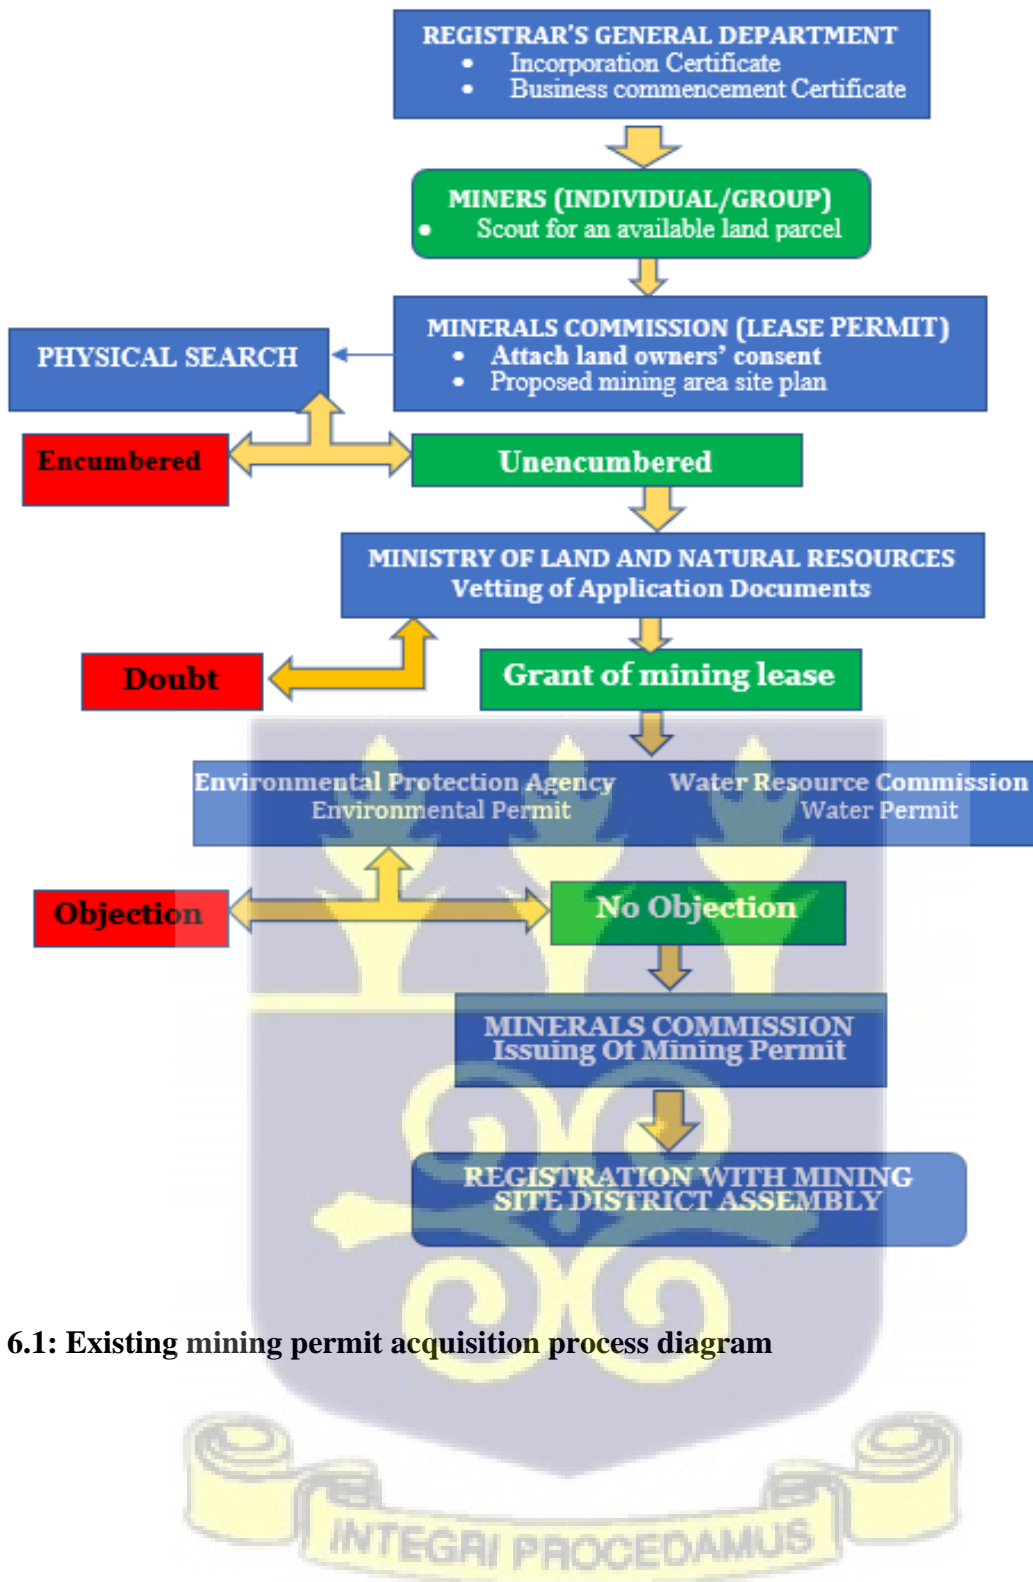 REGISTRAR'S GENERAL DEPARTMENT
• Incorporation Certificate
• Business commencement Certificate
MINERS (INDIVIDUAL/GROUP)
• Scout for an available land parcel
MINERALS COMMISSION (LEASE PERMIT)
• Attach land owners' consent
• Proposed mining area site plan
PHYSICAL SEARCH
Encumbered
Unencumbered
MINISTRY OF LAND AND NATURAL RESOURCES
Vetting of Application Documents
Doubt
Grant of mining lease
Environmental Protection Agency Water Resource Commission
Environmental Permit Water Permit
Objection
No Objection
MINERALS COMMISSION
Issuing Of Mining Permit
REGISTRATION WITH MINING
SITE DISTRICT ASSEMBLY
6.1: Existing mining permit acquisition process diagram
INTEGRI PROCEDAMUS